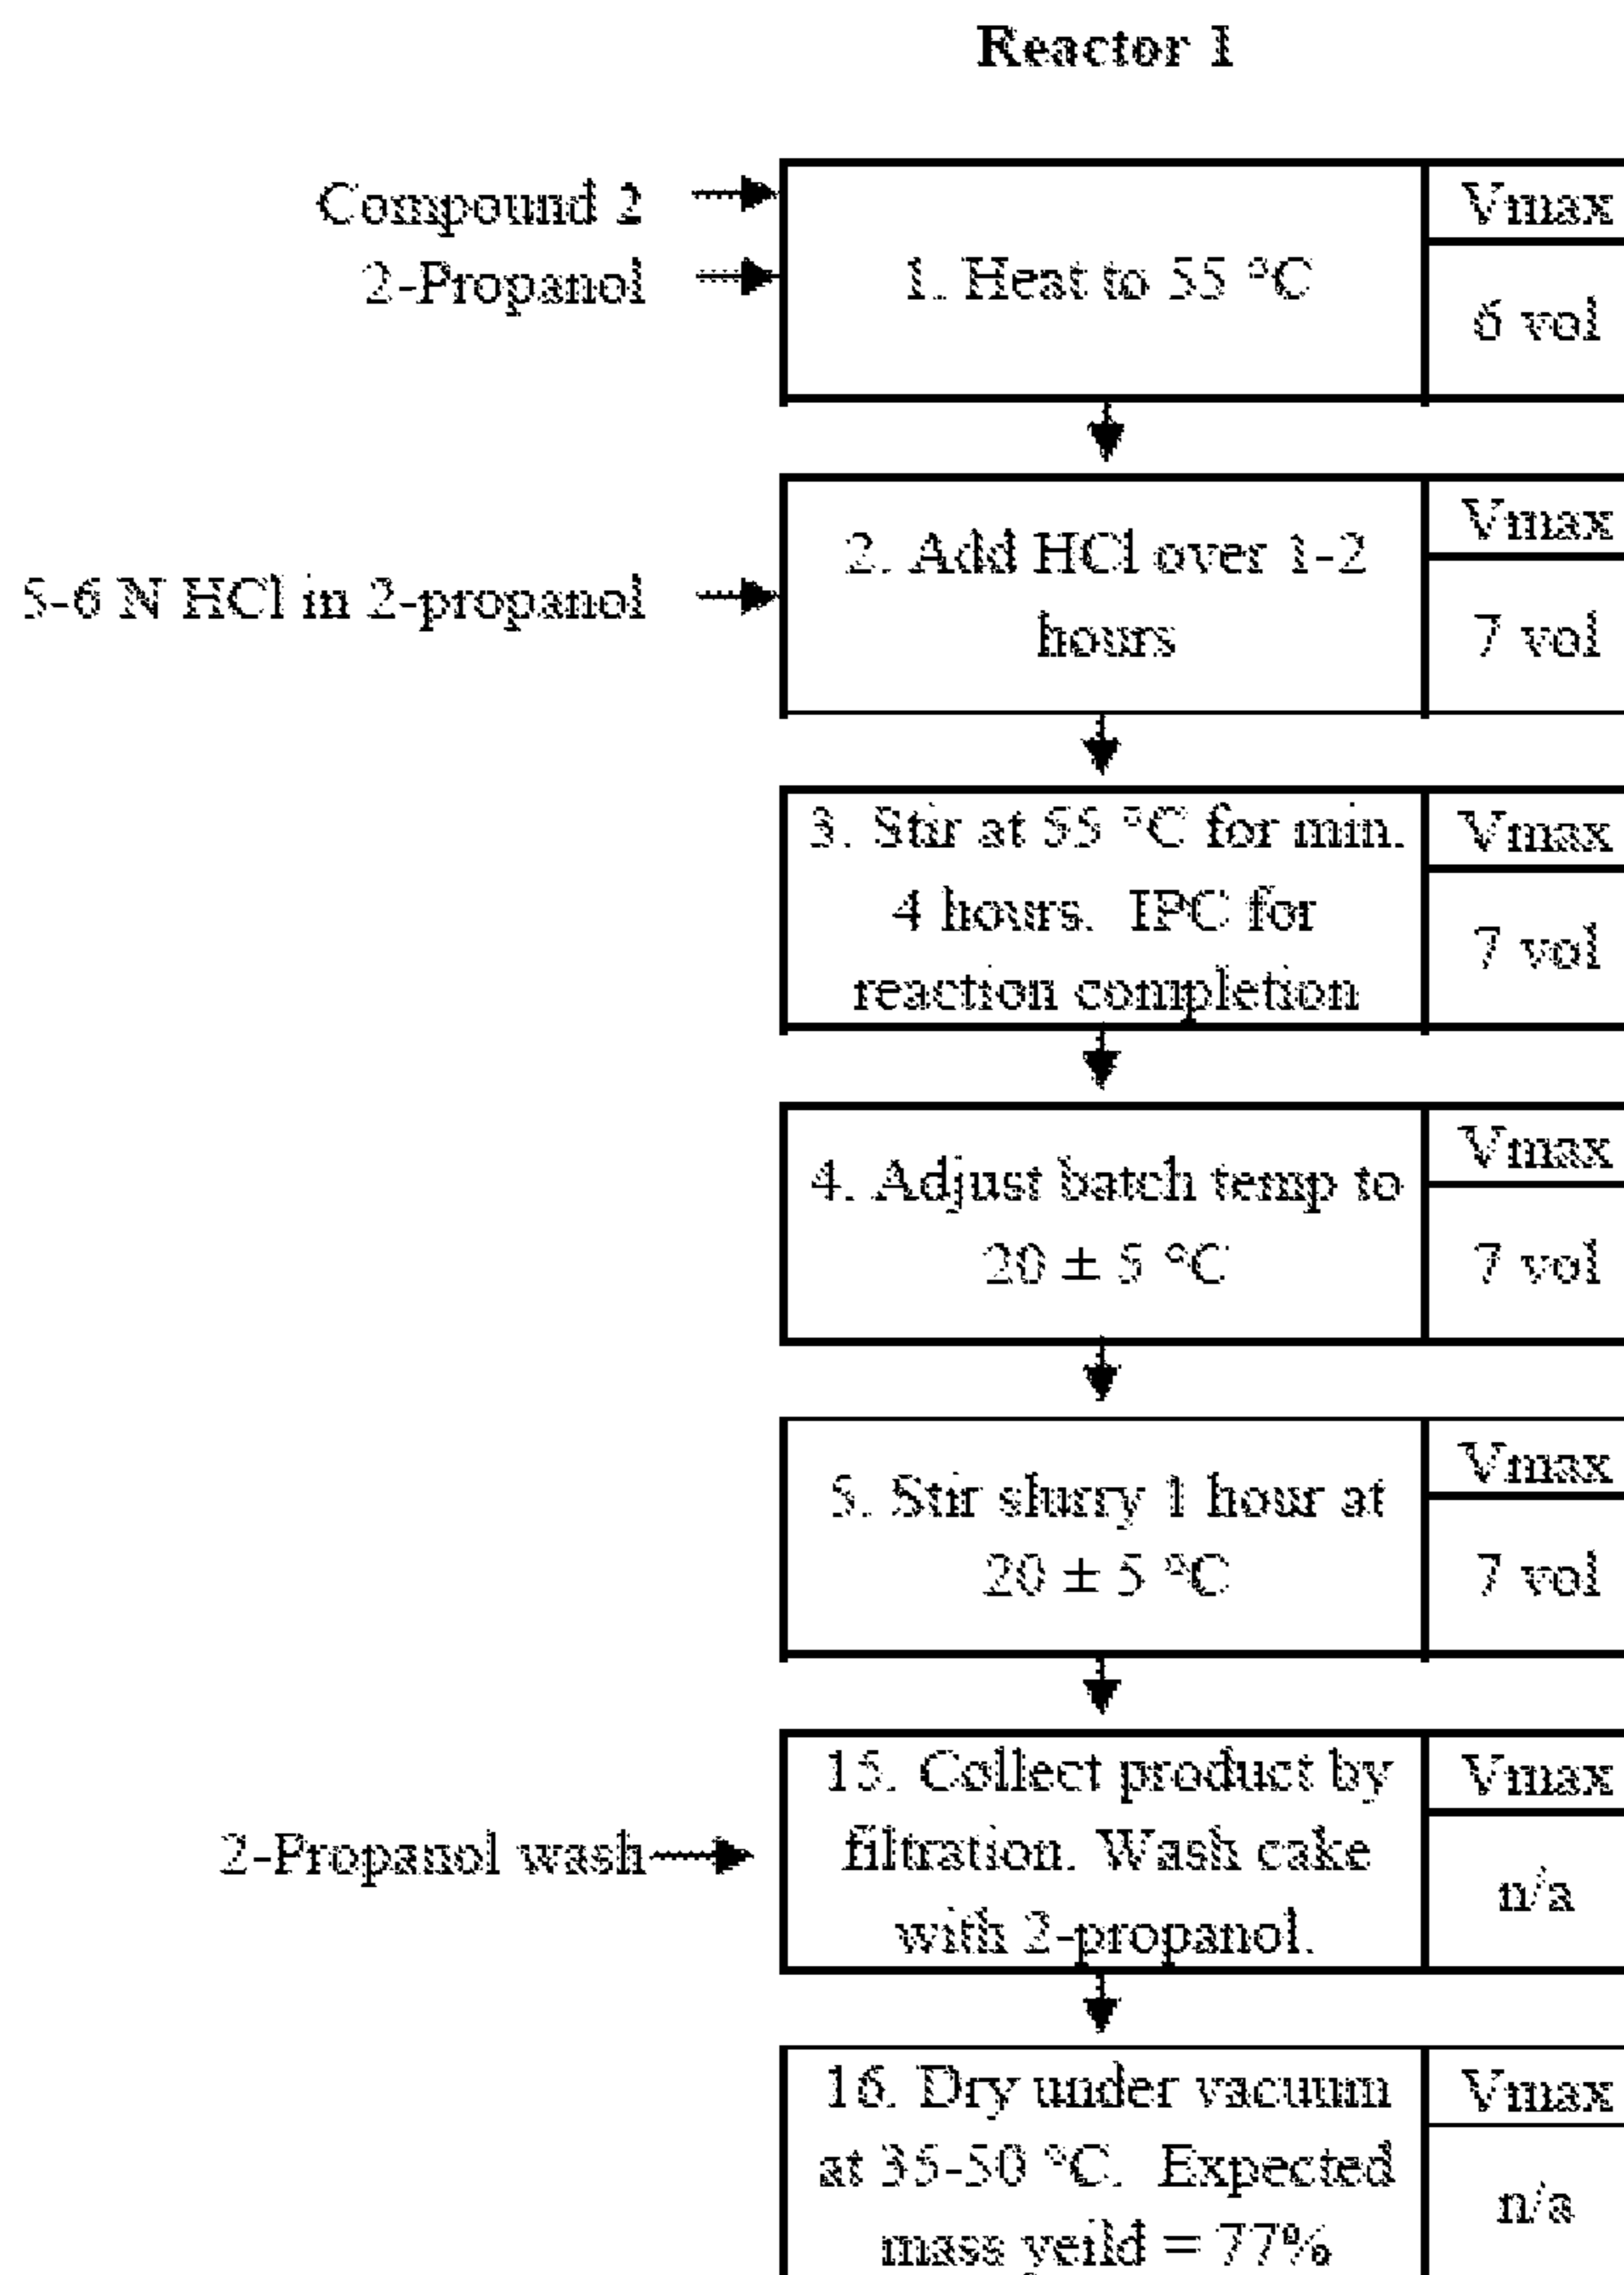 Reactor 1
Compound 2
2-Propanol
1. Heat to 55 °C
Vmax
6 vol
5-6 N HCl in 2-propanol
2. Add HCl over 1-2
hours
Vmax
7 vol
3. Stir at 55 °C for min.
4 hours. IPC for
reaction completion
Vmax
7 vol
4. Adjust batch temp to
20 ± 5 °C
Vmax
7 vol
5. Stir slurry 1 hour at
20 ± 5 °C
Vmax
7 vol
2-Propanol wash
15. Collect product by
filtration. Wash cake
with 2-propanol.
Vmax
n/a
16. Dry under vacuum
at 35-50 °C. Expected
mass yeild = 77%
Vmax
n/a